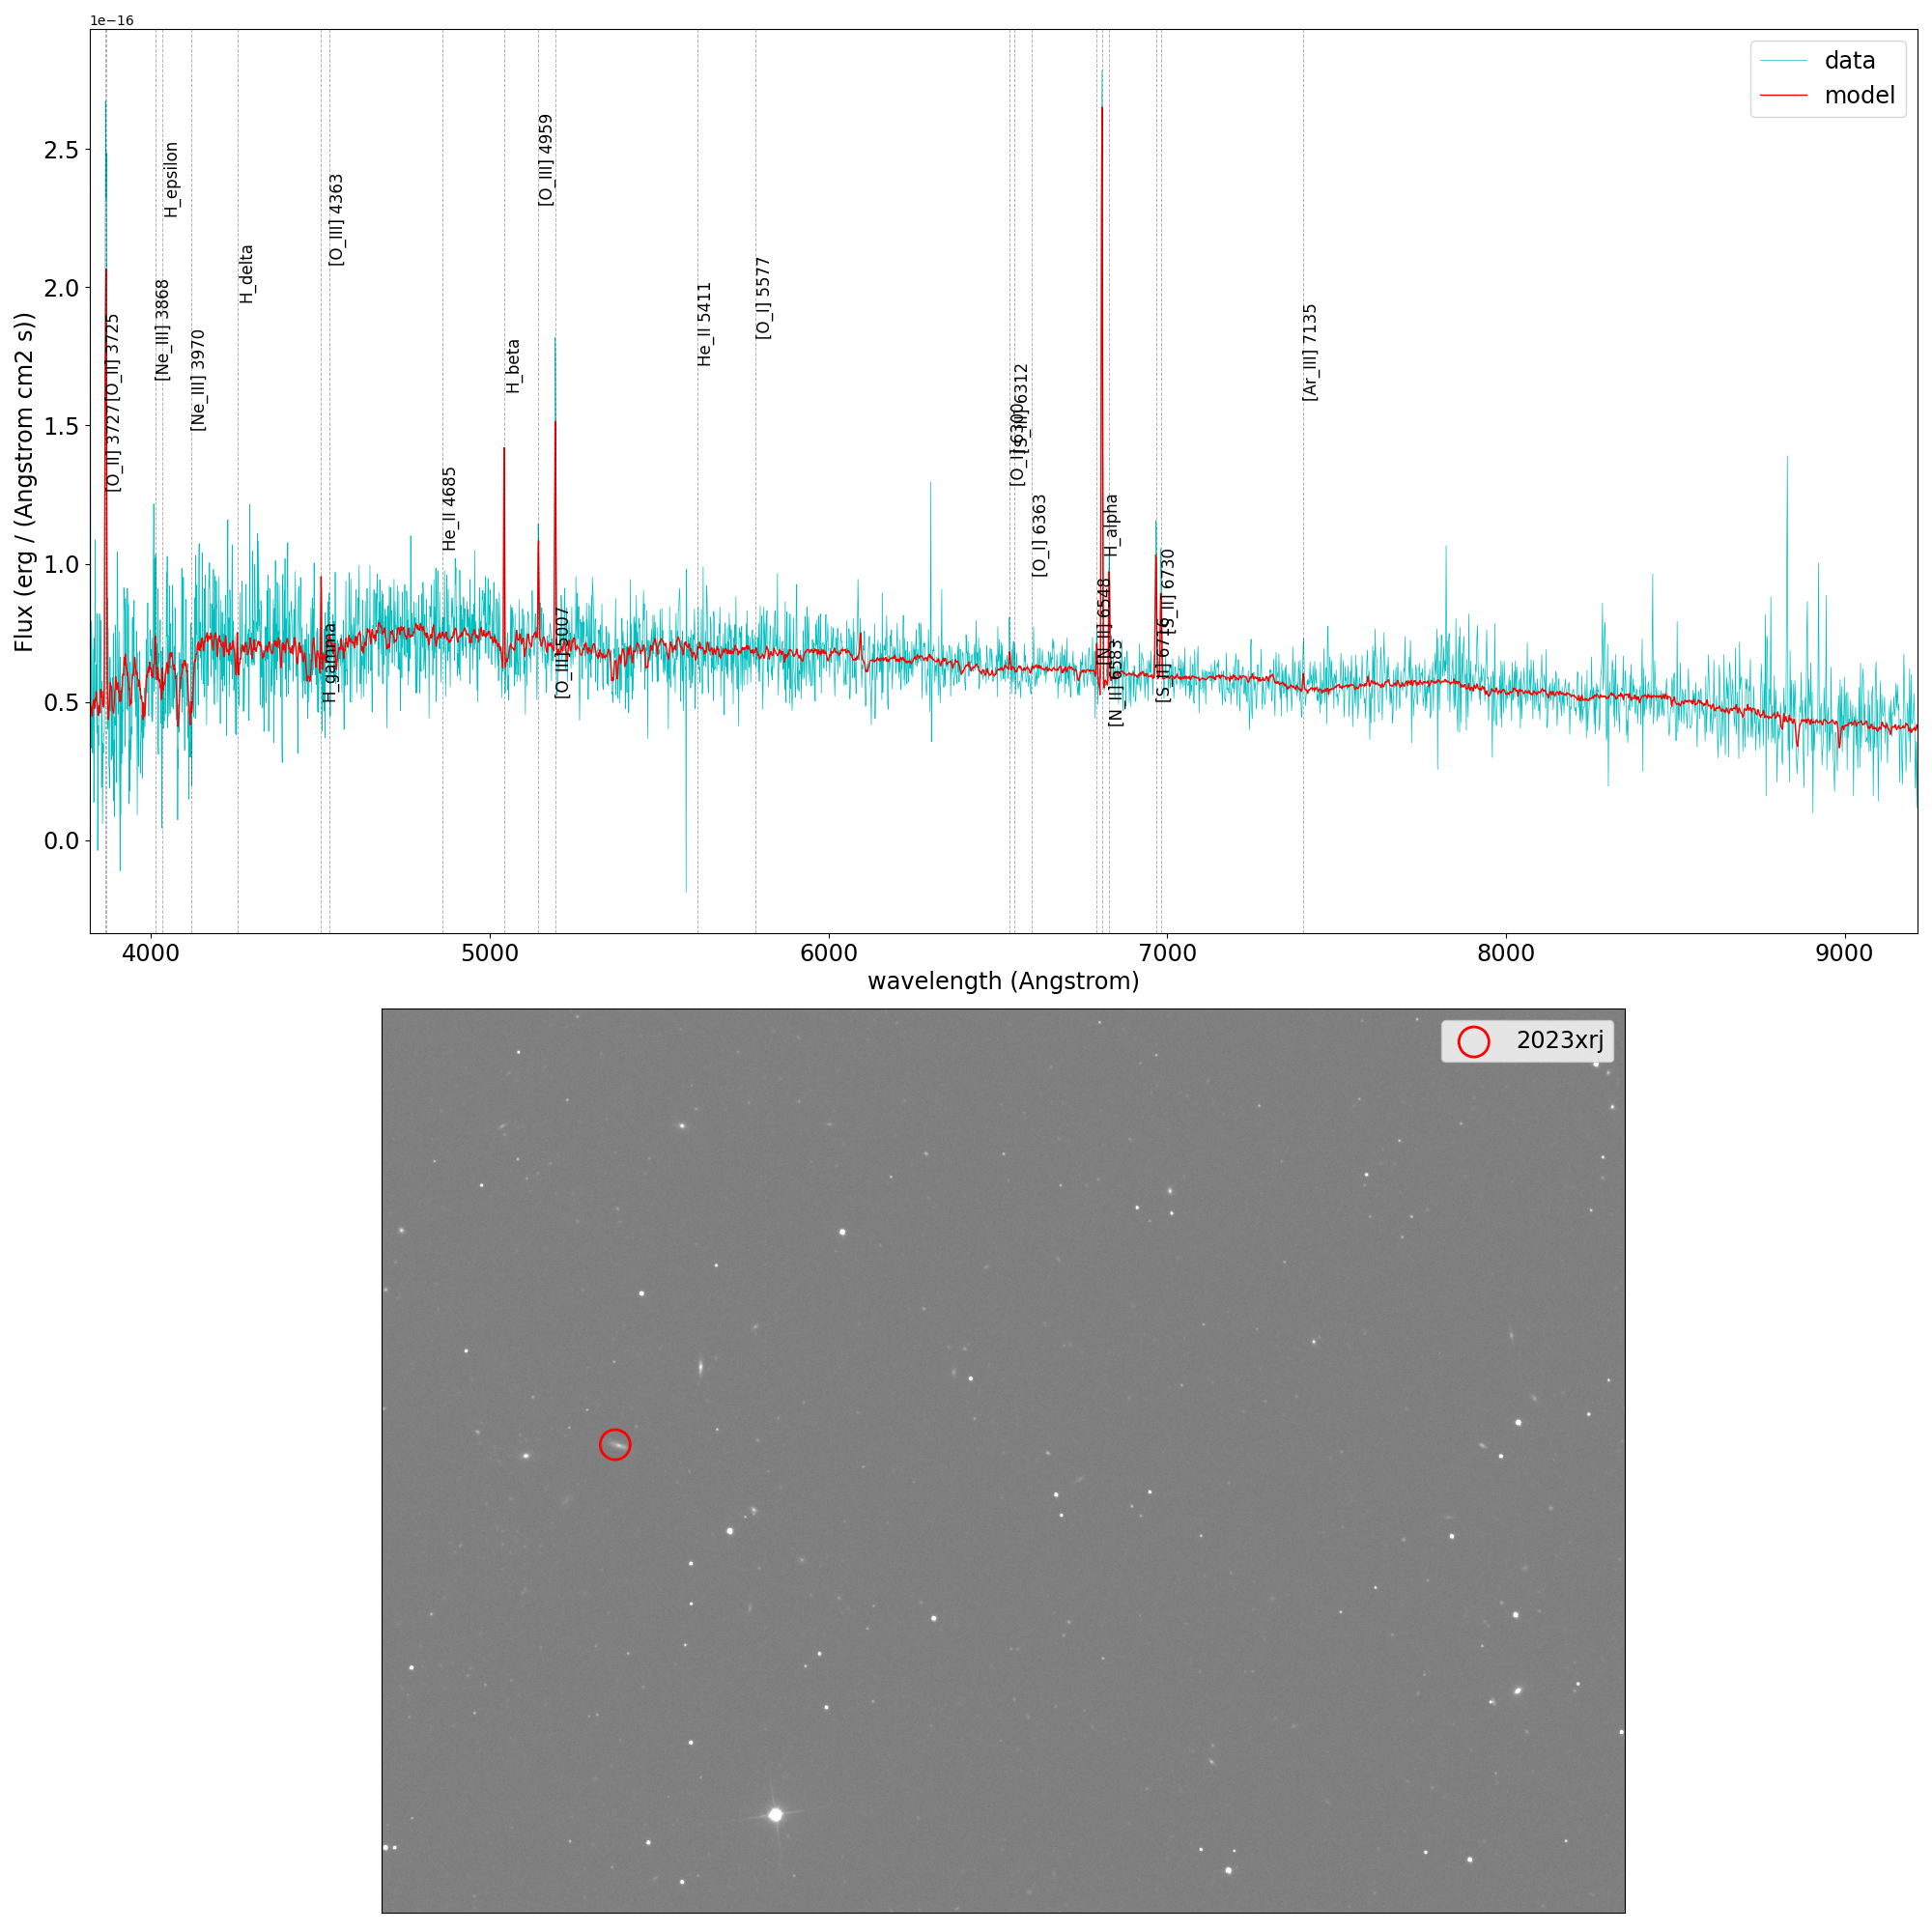 1e−16
data
model
Flux (erg / (Angstrom cm2 s))
2.5
2.0
1.5
1.0
0.5
0.0
[O_II] 3727
[O_II] 3725
[Ne_III] 3868
H_epsilon
[Ne_III] 3970
H_delta
H_gamma
[O_III] 4363
He_II 4685
H_beta
[O_III] 4959
[O_III] 5007
He_II 5411
[O_I] 5577
[O_I] 6300
[S_III] 6312
[O_I] 6363
[N_II] 6548
H_alpha
[N_II] 6583
[S_II] 6716
[S_II] 6730
[Ar_III] 7135
4000 5000 6000 7000 8000 9000
wavelength (Angstrom)
2023xrj